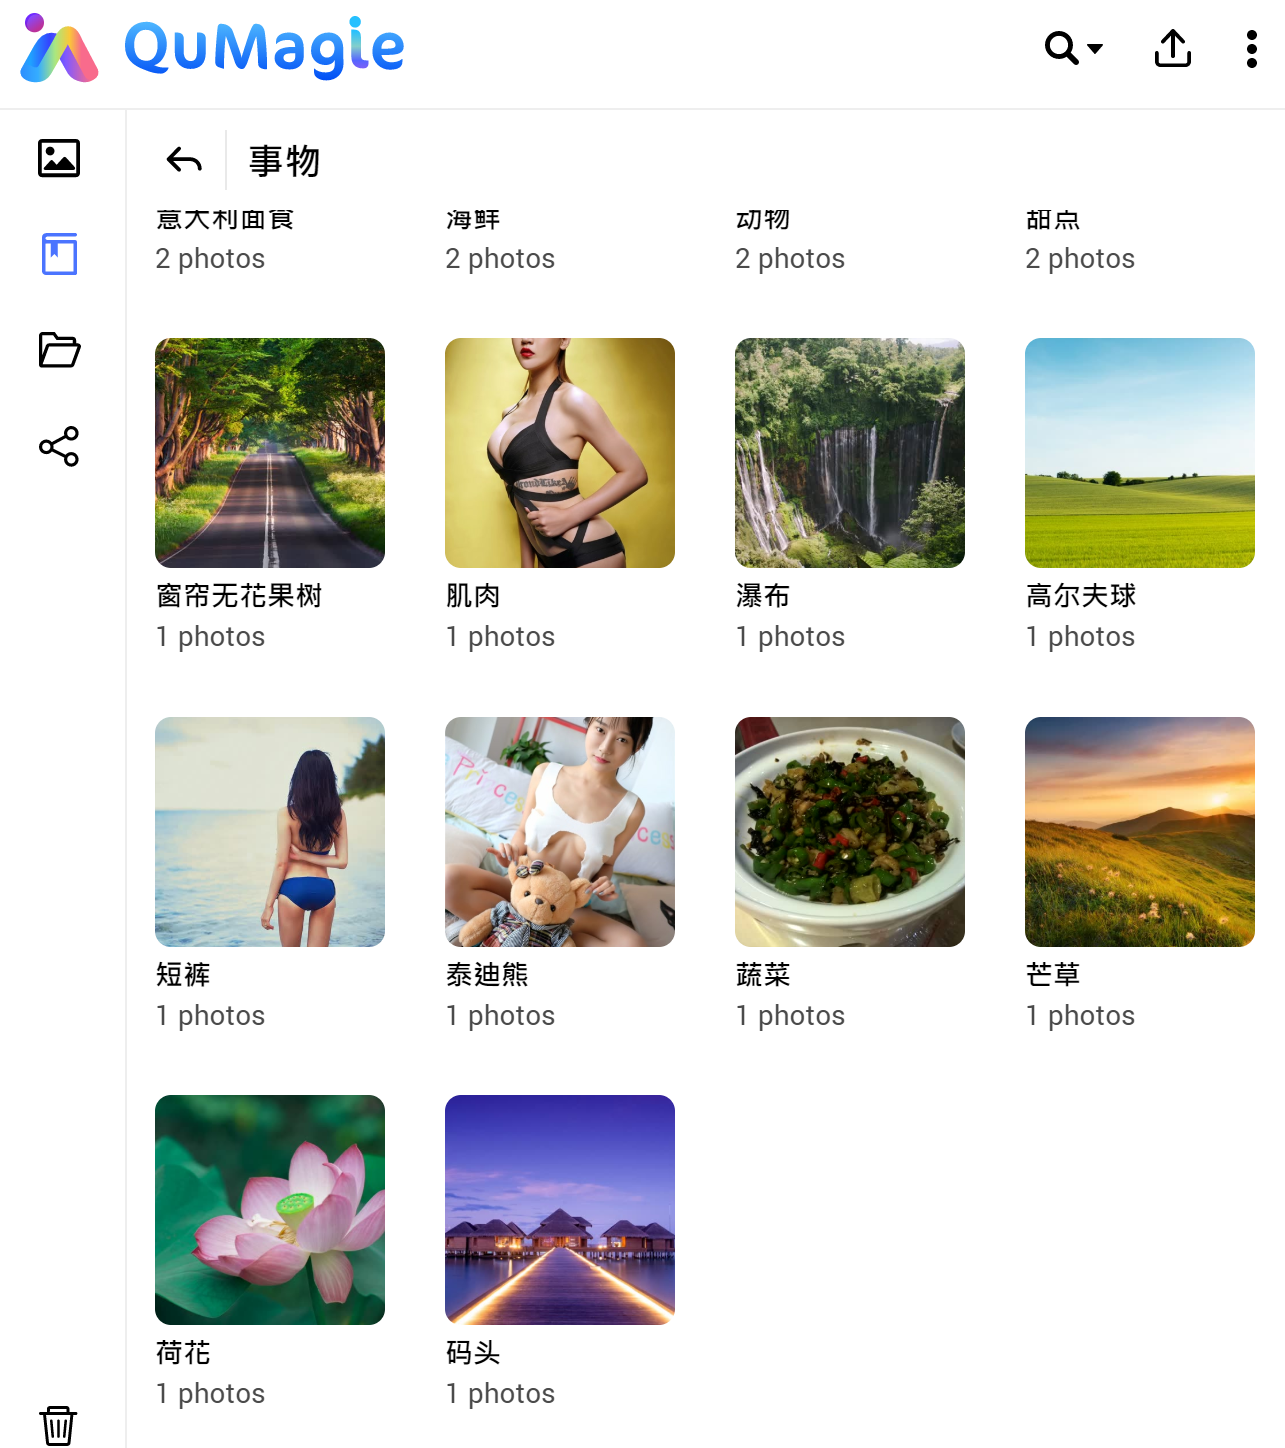 QuMagie
事物
意大利面食 海鲜 动物 甜点
2 photos 2 photos 2 photos 2 photos
窗帘无花果树 肌肉 瀑布 高尔夫球
1 photos 1 photos 1 photos 1 photos
Princess
cess
短裤 泰迪熊 蔬菜 芒草
1 photos 1 photos 1 photos 1 photos
荷花 码头
1 photos 1 photos